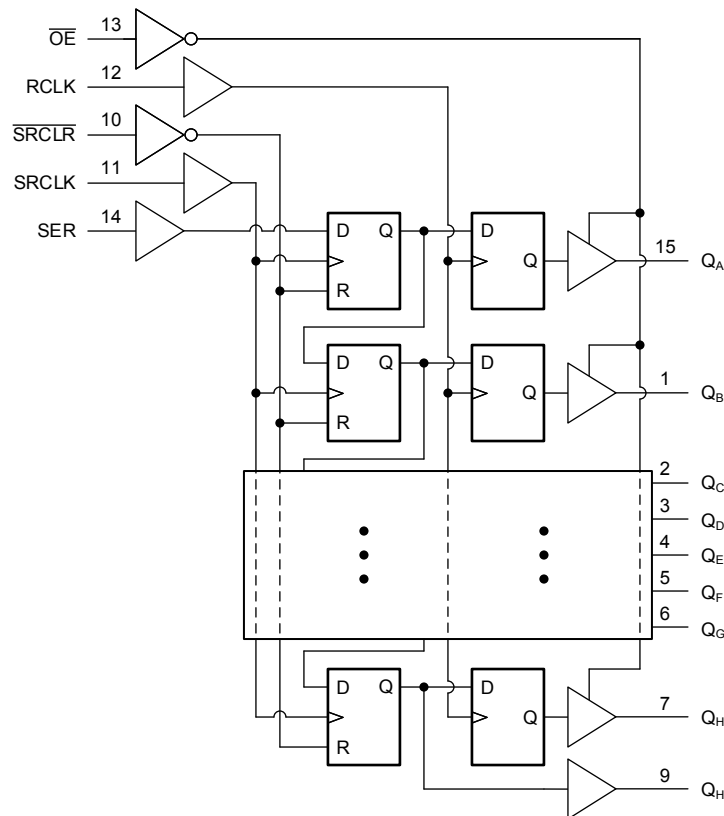 OE 13
RCLK 12
SRCLR 10
SRCLK 11
SER 14
D Q D Q 15 QA
R
D Q D Q 1 QB
R
2 QC
3 QD
4 QE
5 QF
6 QG
D Q D Q 7 QH
R
9 QH